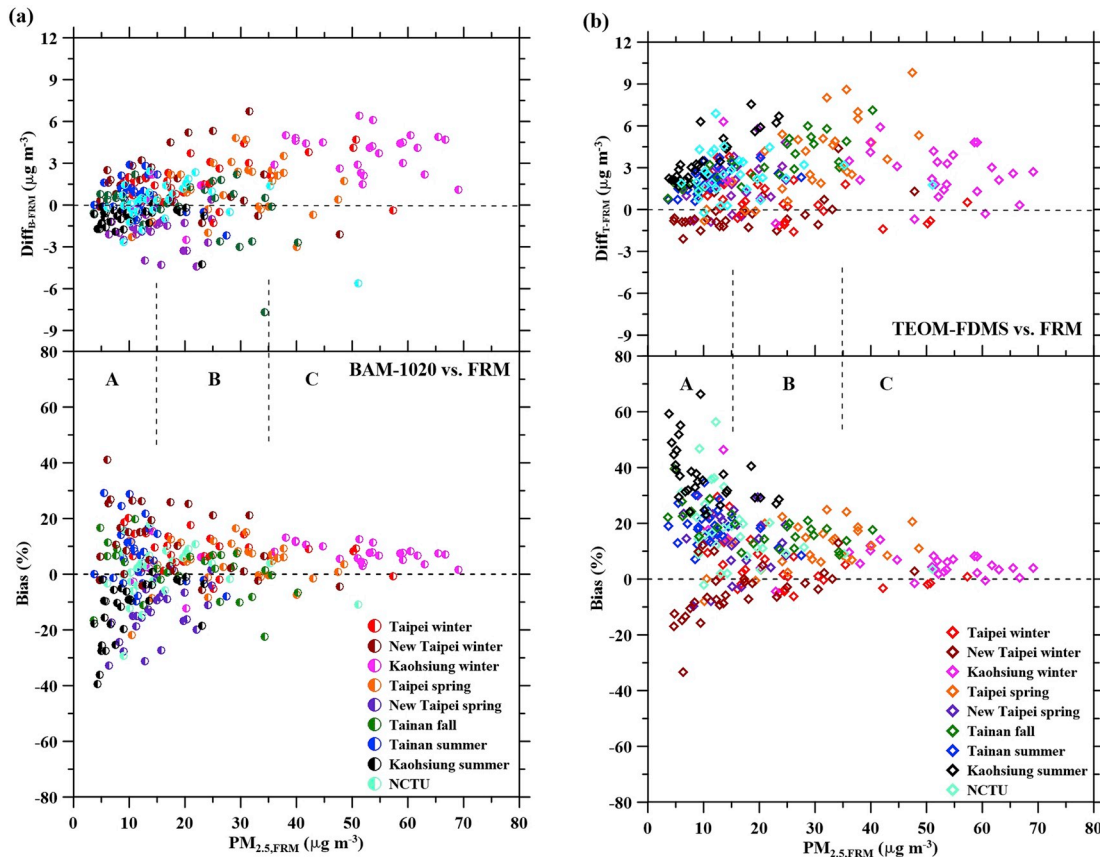 (a)
12
9
6
3
0
-3
-6
-9
Diff_B-FRM (μg m⁻³)
80
60
40
20
0
-20
-40
-60
-80
Bias (%)
BAM-1020 vs. FRM
A B C
Taipei winter
New Taipei winter
Kaohsiung winter
Taipei spring
New Taipei spring
Tainan fall
Tainan summer
Kaohsiung summer
NCTU
0 10 20 30 40 50 60 70 80
PM₂.₅,FRM (μg m⁻³)
(b)
12
9
6
3
0
-3
-6
-9
Diff_T-FRM (μg m⁻³)
TEOM-FDMS vs. FRM
80
60
40
20
0
-20
-40
-60
-80
Bias (%)
A B C
Taipei winter
New Taipei winter
Kaohsiung winter
Taipei spring
New Taipei spring
Tainan fall
Tainan summer
Kaohsiung summer
NCTU
0 10 20 30 40 50 60 70 80
PM₂.₅,FRM (μg m⁻³)